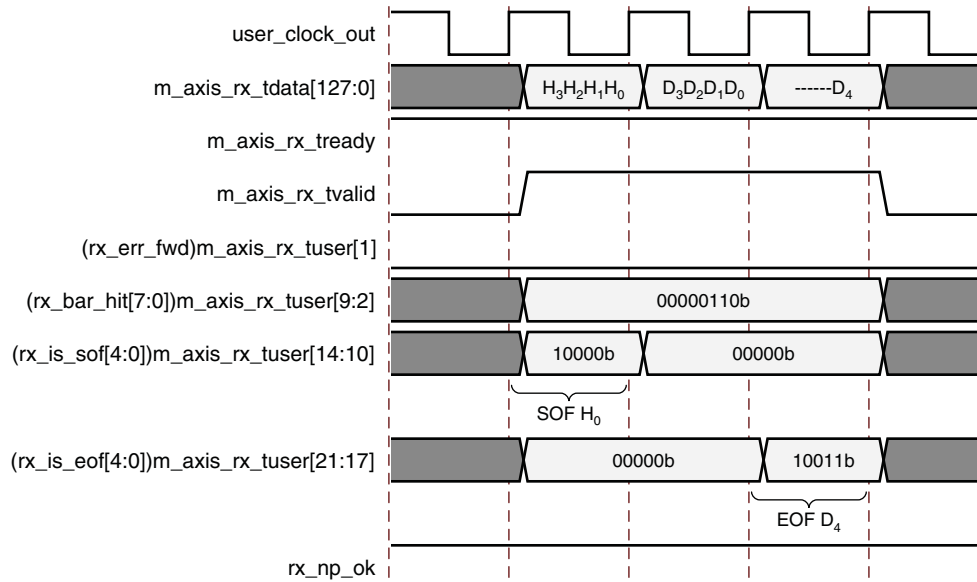 user_clock_out
m_axis_rx_tdata[127:0] H₃H₂H₁H₀ D₃D₂D₁D₀ ------D₄
m_axis_rx_tready
m_axis_rx_tvalid
(rx_err_fwd)m_axis_rx_tuser[1]
(rx_bar_hit[7:0])m_axis_rx_tuser[9:2] 00000110b
(rx_is_sof[4:0])m_axis_rx_tuser[14:10] 10000b 00000b
SOF H₀
(rx_is_eof[4:0])m_axis_rx_tuser[21:17] 00000b 10011b
EOF D₄
rx_np_ok